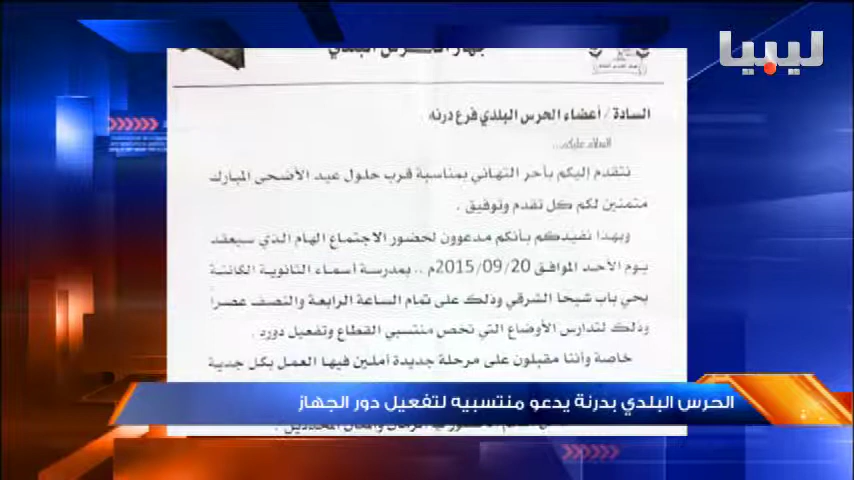 ليبيا
جهاز الحرس البلدي
السادة / أعضاء الحرس البلدي فرع درنه
السلام عليكم...
نتقدم إليكم بأحر التهاني بمناسبة قرب حلول عيد الأضحى المبارك
متمنين لكم كل تقدم وتوفيق .
وبهذا نفيدكم بأنكم مدعوون لحضور الاجتماع الهام الذي سيعقد
يوم الأحد الموافق 2015/09/20م .. بمدرسة أسماء الثانوية الكائنة
بحي باب شيحا الشرقي وذلك على تمام الساعة الرابعة والنصف عصراً
وذلك لتدارس الأوضاع التي تخص منتسبي القطاع وتفعيل دورد .
خاصة وأننا مقبلون على مرحلة جديدة أملين فيها العمل بكل جدية
الحرس البلدي بدرنة يدعو منتسبيه لتفعيل دور الجهاز